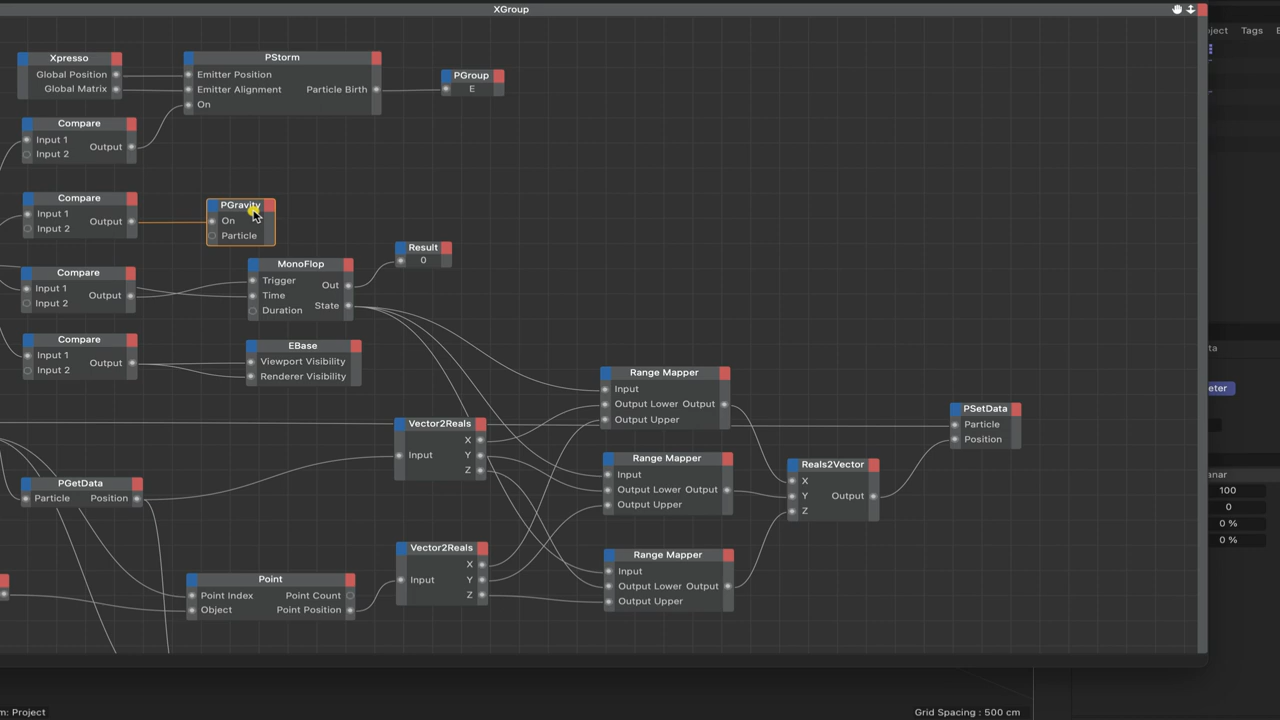 XGroup
ject Tags
Xpresso
Global Position
Global Matrix
PStorm
Emitter Position
Emitter Alignment Particle Birth
On
PGroup
E
Compare
Input 1
Input 2
Output
Compare
Input 1
Input 2
Output
PGravity
On
Particle
Compare
Input 1
Input 2
Output
MonoFlop
Trigger
Time
Duration
Out
State
Result
0
Compare
Input 1
Input 2
Output
EBase
Viewport Visibility
Renderer Visibility
ta
eter
Range Mapper
Input
Output Lower Output
Output Upper
Vector2Reals
Input
X
Y
Z
PSetData
Particle
Position
Range Mapper
Input
Output Lower Output
Output Upper
Reals2Vector
X
Y
Z
Output
PGetData
Particle Position
anar
100
0
0 %
0 %
Vector2Reals
Input
X
Y
Z
Range Mapper
Input
Output Lower Output
Output Upper
Point
Point Index Point Count
Object Point Position
m: Project
Grid Spacing : 500 cm